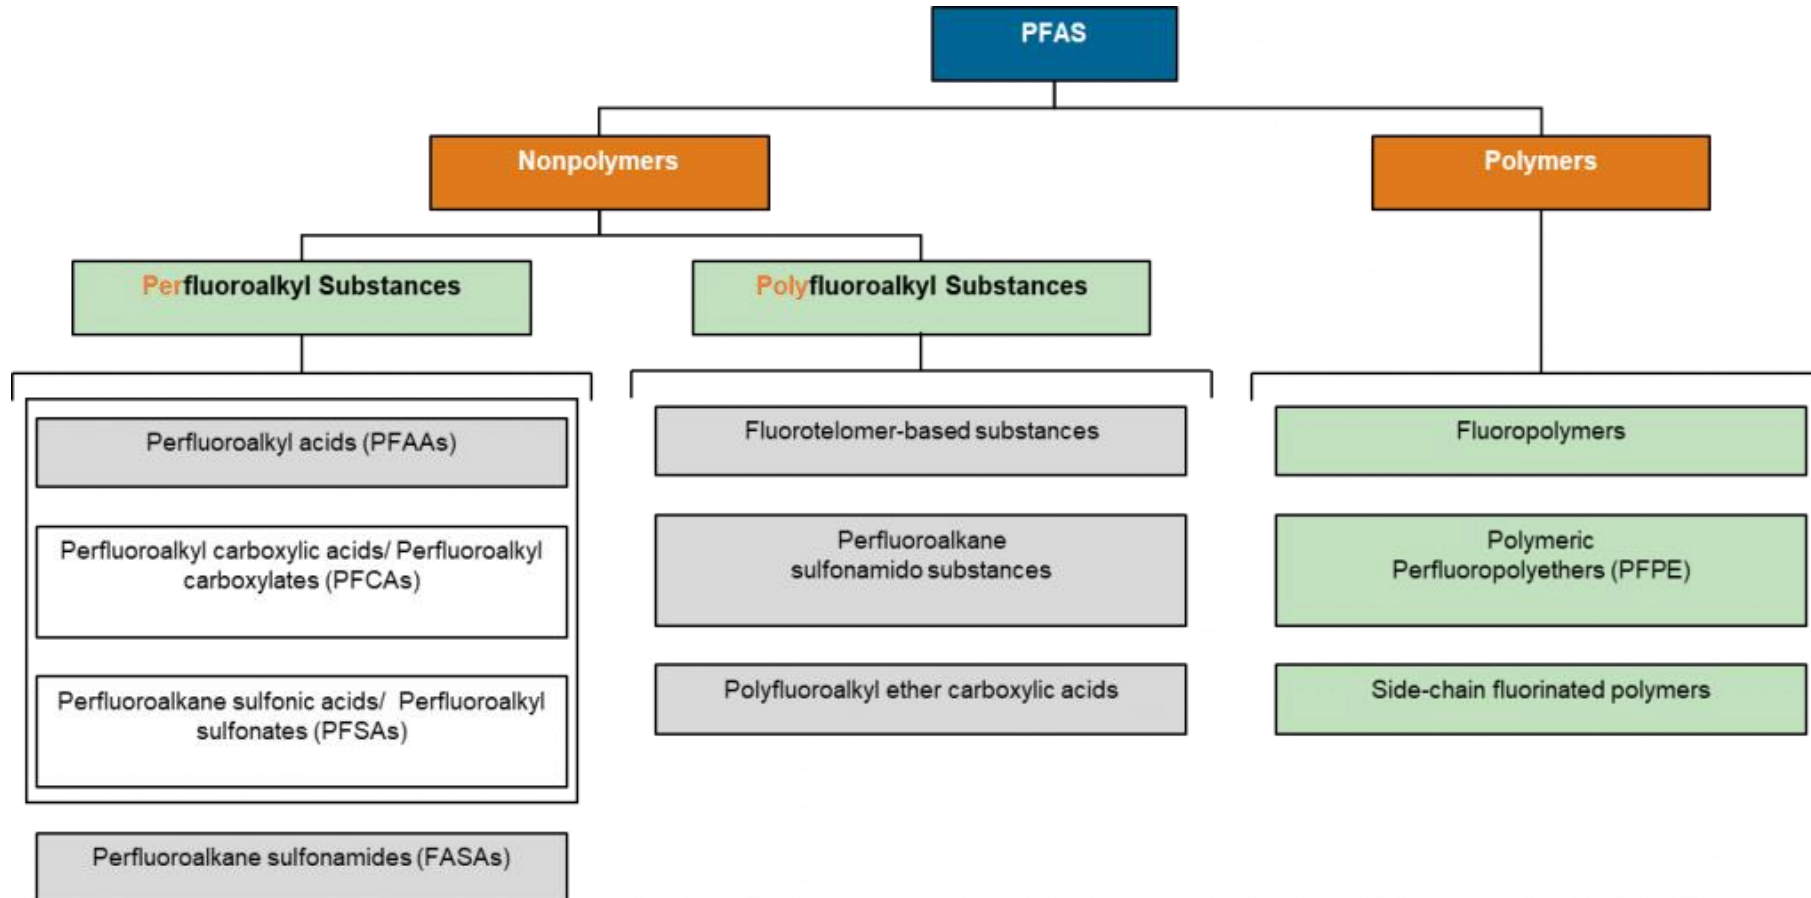 PFAS
Nonpolymers
Polymers
Perfluoroalkyl Substances
Polyfluoroalkyl Substances
Perfluoroalkyl acids (PFAAs)
Perfluoroalkyl carboxylic acids/ Perfluoroalkyl
carboxylates (PFCAs)
Perfluoroalkane sulfonic acids/ Perfluoroalkyl
sulfonates (PFSAs)
Perfluoroalkane sulfonamides (FASAs)
Fluorotelomer-based substances
Perfluoroalkane
sulfonamido substances
Polyfluoroalkyl ether carboxylic acids
Fluoropolymers
Polymeric
Perfluoropolyethers (PFPE)
Side-chain fluorinated polymers